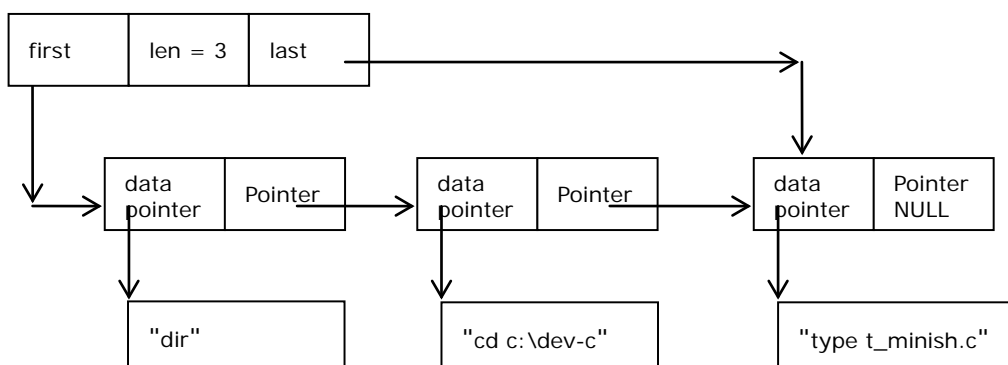 first
len = 3
last
data
pointer
Pointer
data
pointer
Pointer
data
pointer
Pointer
NULL
"dir"
"cd c:\dev-c"
"type t_minish.c"